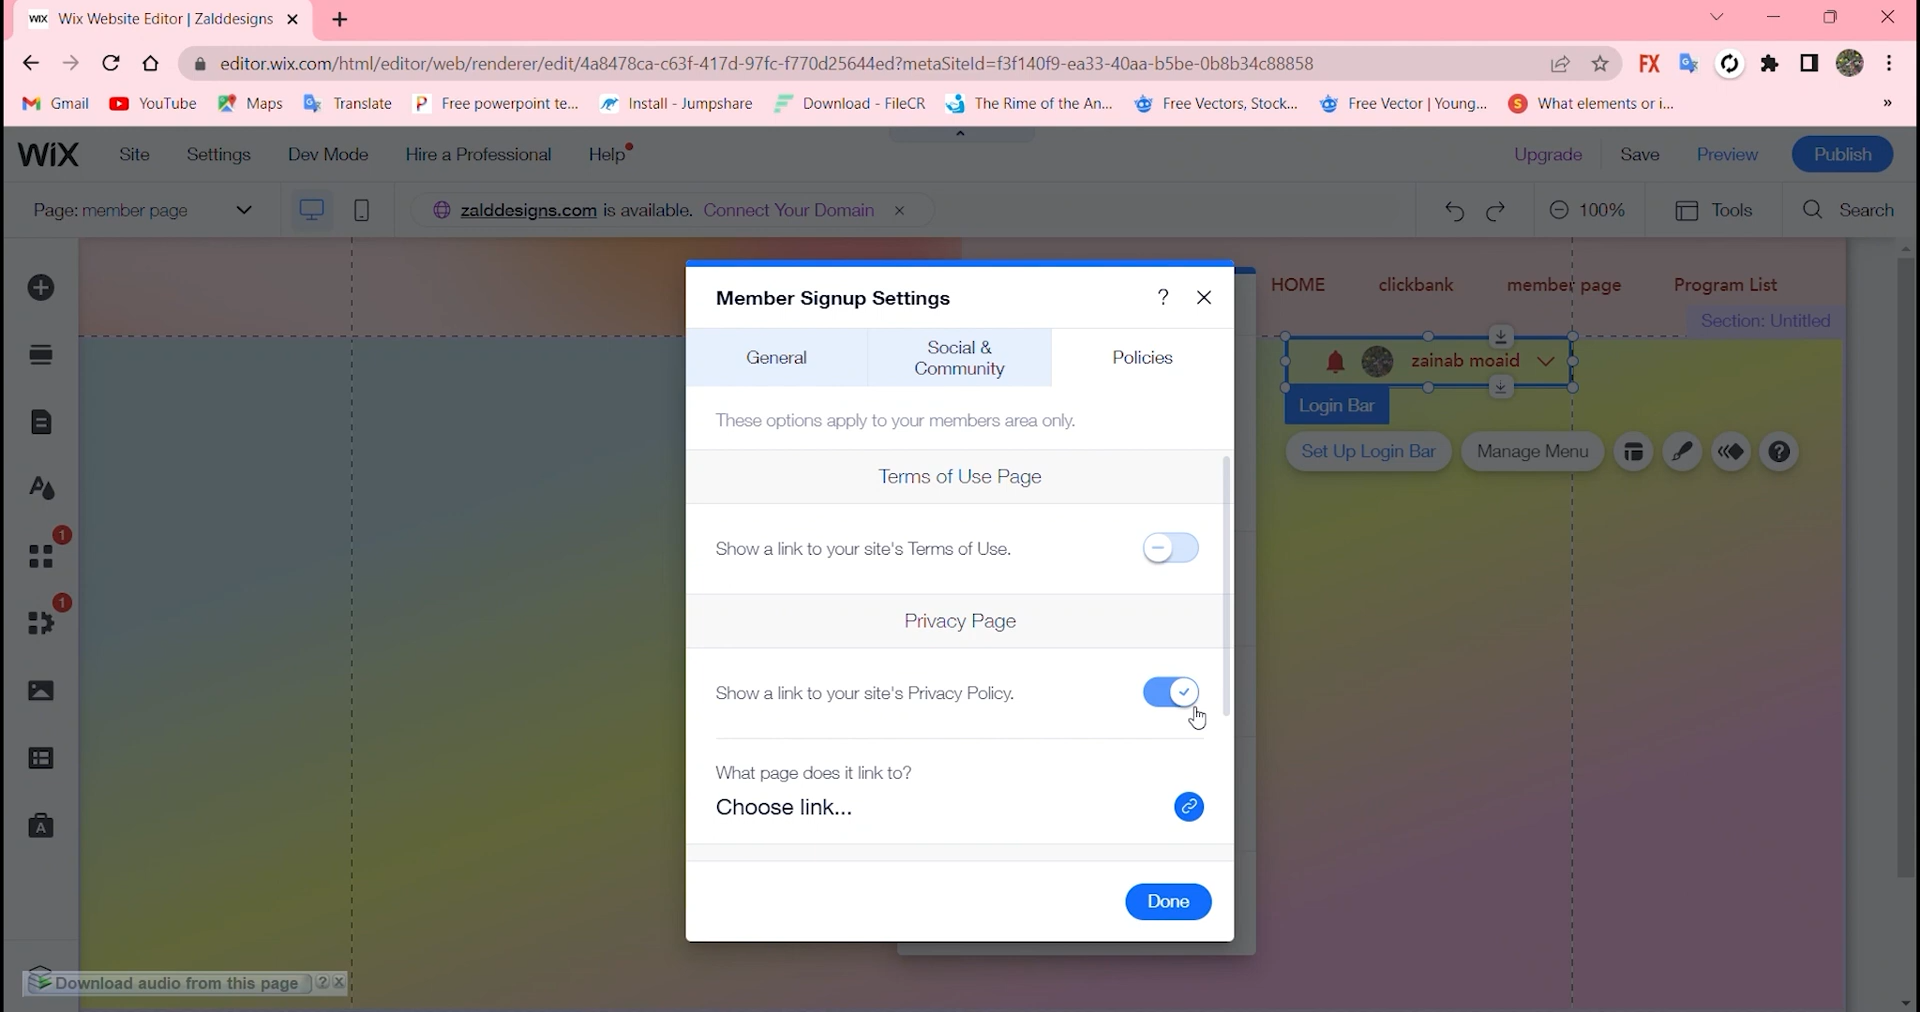 WiX Wix Website Editor | Zalddesigns
editor.wix.com/html/editor/web/renderer/edit/4a8478ca-c63f-417d-97fc-f770d25644ed?metaSiteId=f3f140f9-ea33-40aa-b5be-0b8b34c88858
FX
Gmail YouTube Maps Translate Free powerpoint te... Install - Jumpshare Download - FileCR The Rime of the An... Free Vectors, Stock... Free Vector | Young... What elements or i... »
WiX Site Settings Dev Mode Hire a Professional Help Upgrade Save Preview Publish
Page: member page zalddesigns.com is available. Connect Your Domain 100% Tools Search
HOME clickbank member page Program List
Section: Untitled
zainab moaid
Login Bar
Set Up Login Bar Manage Menu ?
1
1
Member Signup Settings ?
General Social & Community Policies
These options apply to your members area only.
Terms of Use Page
Show a link to your site's Terms of Use.
Privacy Page
Show a link to your site's Privacy Policy.
What page does it link to?
Choose link...
Done
Download audio from this page ? x